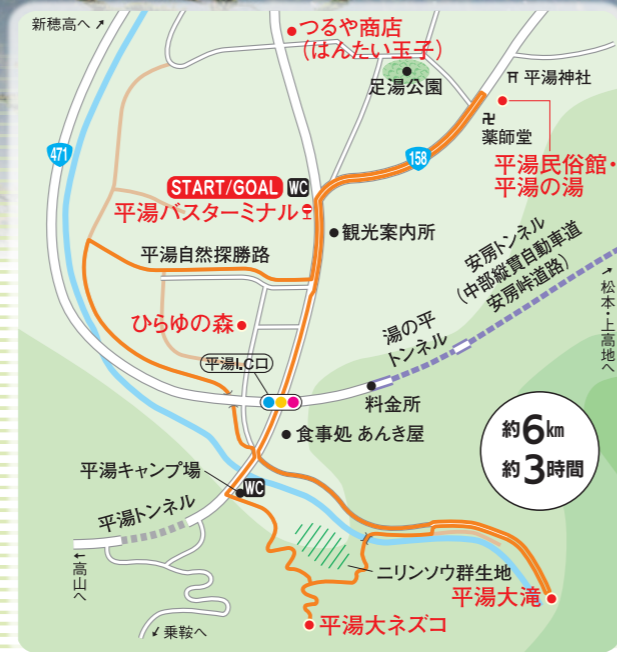 新穂高へ
つるや商店
(はんたい玉子)
足湯公園
平湯神社
卍
薬師堂
471
158
平湯民俗館・
平湯の湯
START/GOAL WC
平湯バスターミナル
観光案内所
平湯自然探勝路
安房トンネル
(中部縦貫自動車道
安房峠道路)
松本・上高地へ
ひらゆの森
湯の平
トンネル
平湯I.C口
料金所
食事処 あんき屋
約6km
約3時間
平湯キャンプ場
WC
平湯トンネル
高山へ
ニリンソウ群生地
平湯大滝
平湯大ネズコ
乗鞍へ